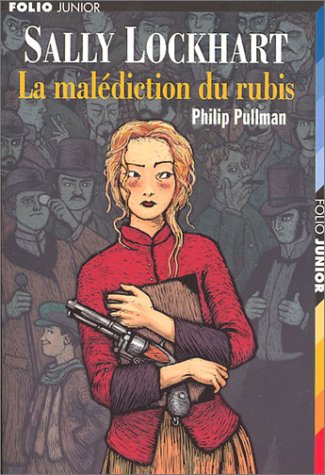 FOLIO JUNIOR
SALLY LOCKHART
La malédiction du rubis
Philip Pullman
FOLIO JUNIOR